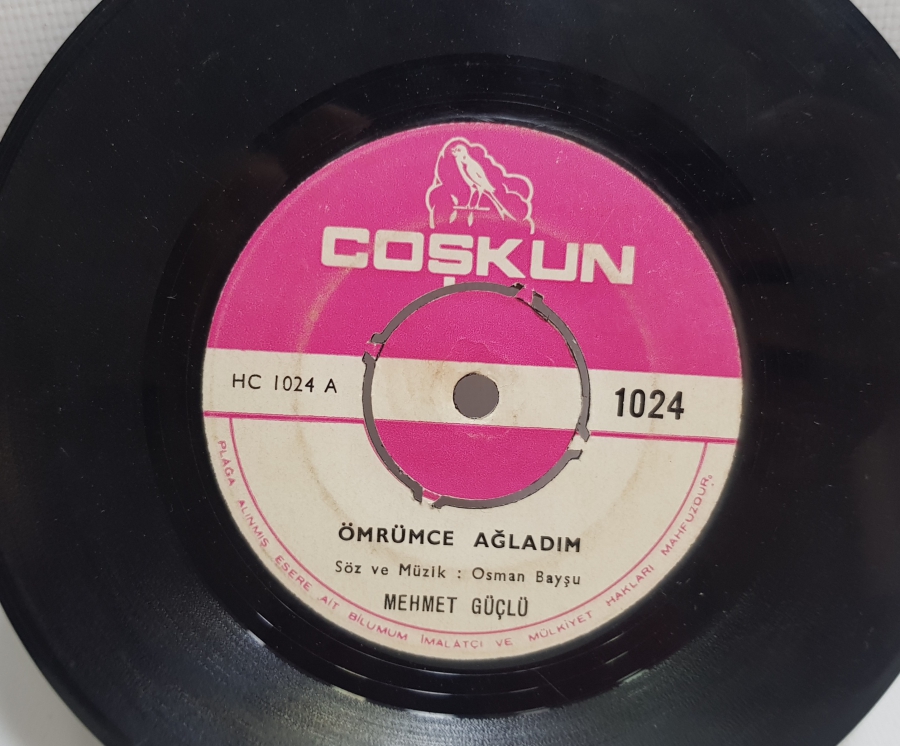 COŞKUN
HC 1024 A
1024
ÖMRÜMCE AĞLADIM
Söz ve Müzik : Osman Bayşu
MEHMET GÜÇLÜ
PLÂĞA ALINMIŞ ESERE AİT BİLUMUM İMALATÇI VE MÜLKİYET HAKLARI MAHFUZDUR.